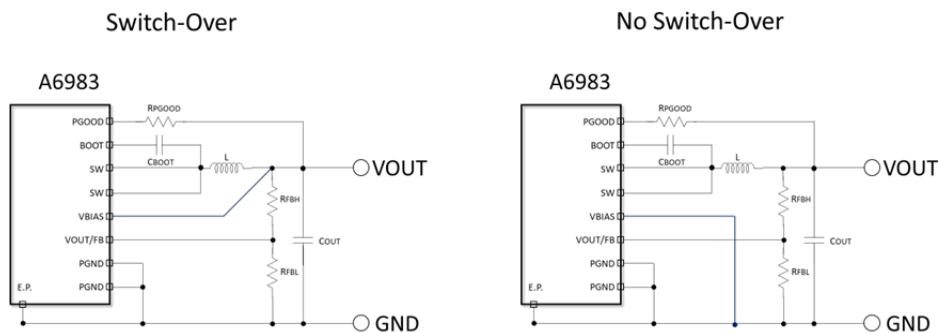 Switch-Over
A6983
PGOOD
BOOT
SW
SW
VBIAS
VOUT/FB
PGND
PGND
E.P.
RPGOOD
CBOOT
L
RFBH
RFBL
COUT
VOUT
GND
No Switch-Over
A6983
PGOOD
BOOT
SW
SW
VBIAS
VOUT/FB
PGND
PGND
E.P.
RPGOOD
CBOOT
L
RFBH
RFBL
COUT
VOUT
GND